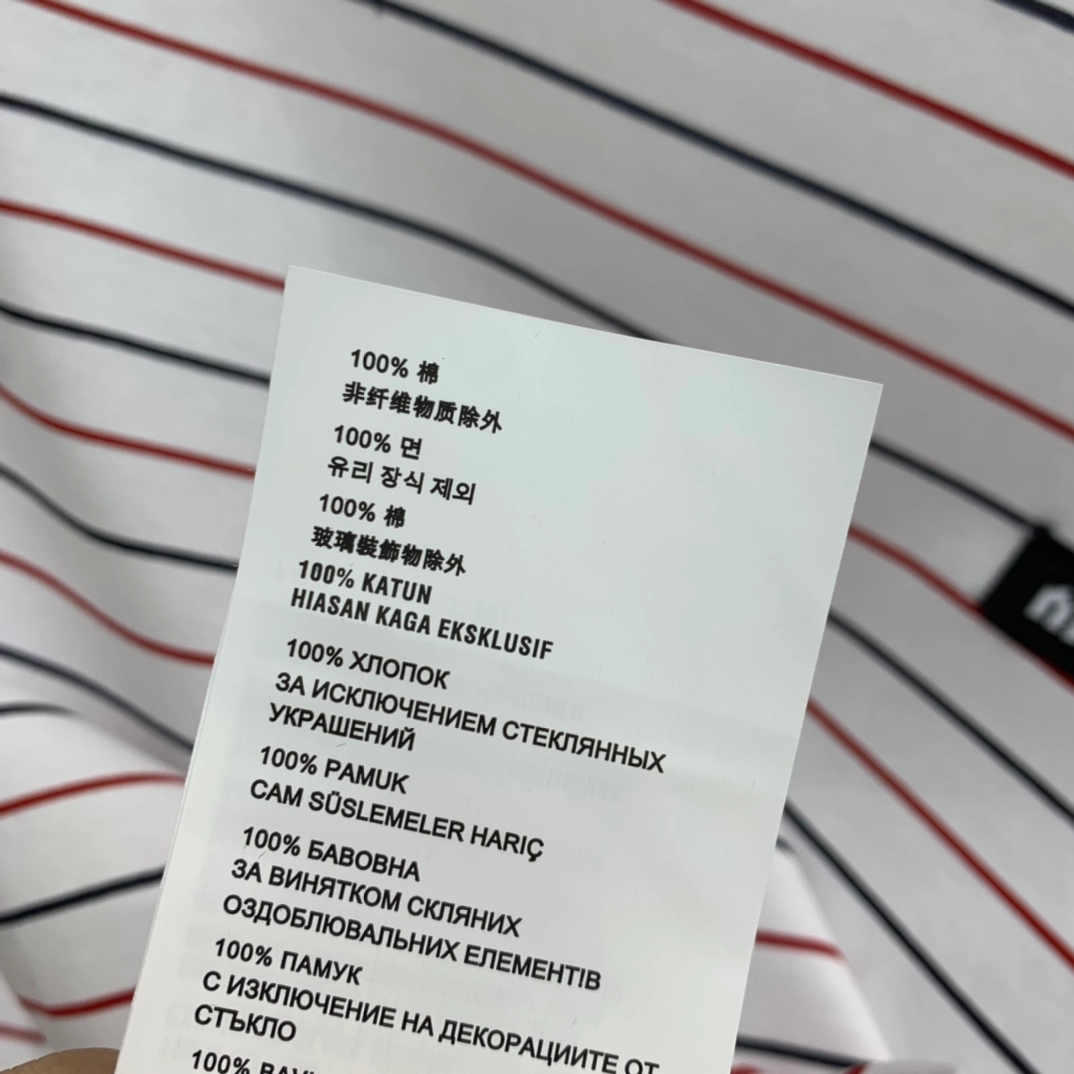 100% 棉
非纤维物质除外
100% 면
유리 장식 제외
100% 棉
玻璃裝飾物除外
100% KATUN
HIASAN KAGA EKSKLUSIF
100% ХЛОПОК
ЗА ИСКЛЮЧЕНИЕМ СТЕКЛЯННЫХ
УКРАШЕНИЙ
100% PAMUK
CAM SÜSLEMELER HARIÇ
100% БАВОВНА
ЗА ВИНЯТКОМ СКЛЯНИХ
ОЗДОБЛЮВАЛЬНИХ ЕЛЕМЕНТІВ
100% ПАМУК
С ИЗКЛЮЧЕНИЕ НА ДЕКОРАЦИИТЕ ОТ
СТЪКЛО
100%